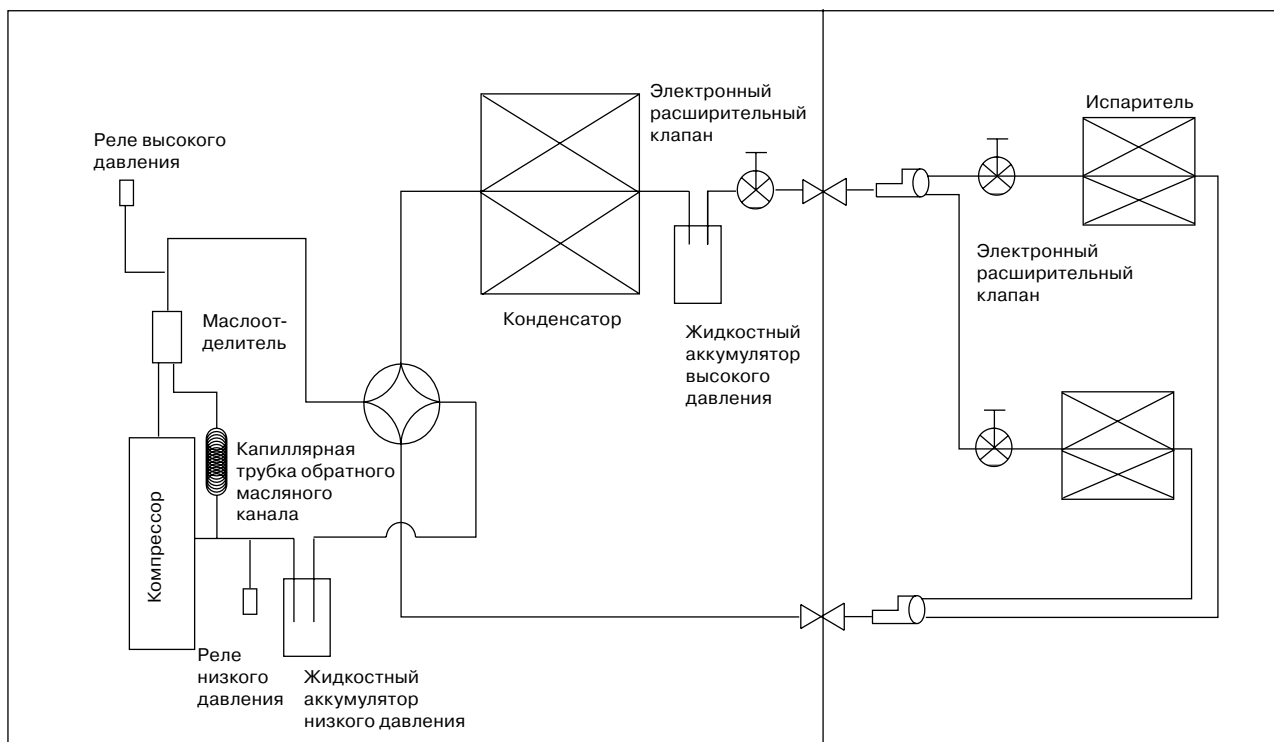 Реле высокого
давления
Электронный
расширительный
клапан
Испаритель
Электронный
расширительный
клапан
Маслоот-
делитель
Конденсатор
Жидкостный
аккумулятор
высокого
давления
Капиллярная
трубка обратного
масляного
канала
Компрессор
Реле
низкого
давления
Жидкостный
аккумулятор
низкого давления